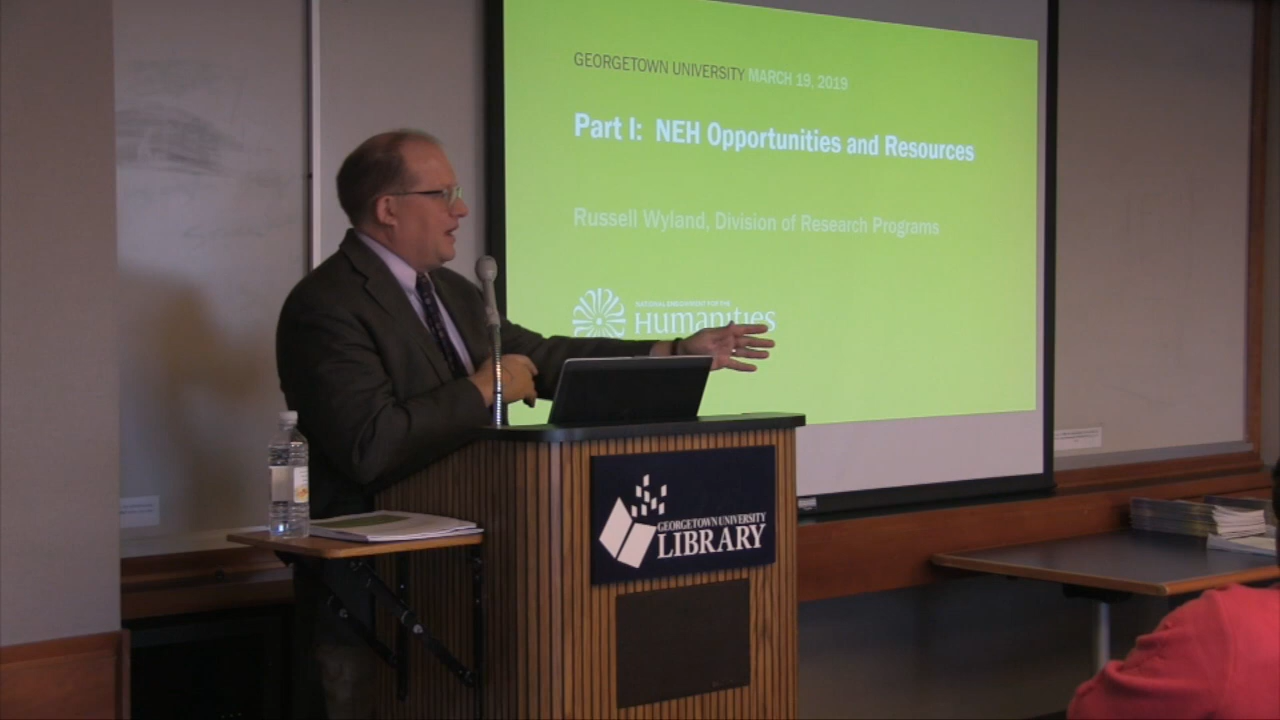 GEORGETOWN UNIVERSITY MARCH 19, 2019
Part I: NEH Opportunities and Resources
Russell Wyland, Division of Research Programs
NATIONAL ENDOWMENT FOR THE
Humanities
GEORGETOWN UNIVERSITY
LIBRARY